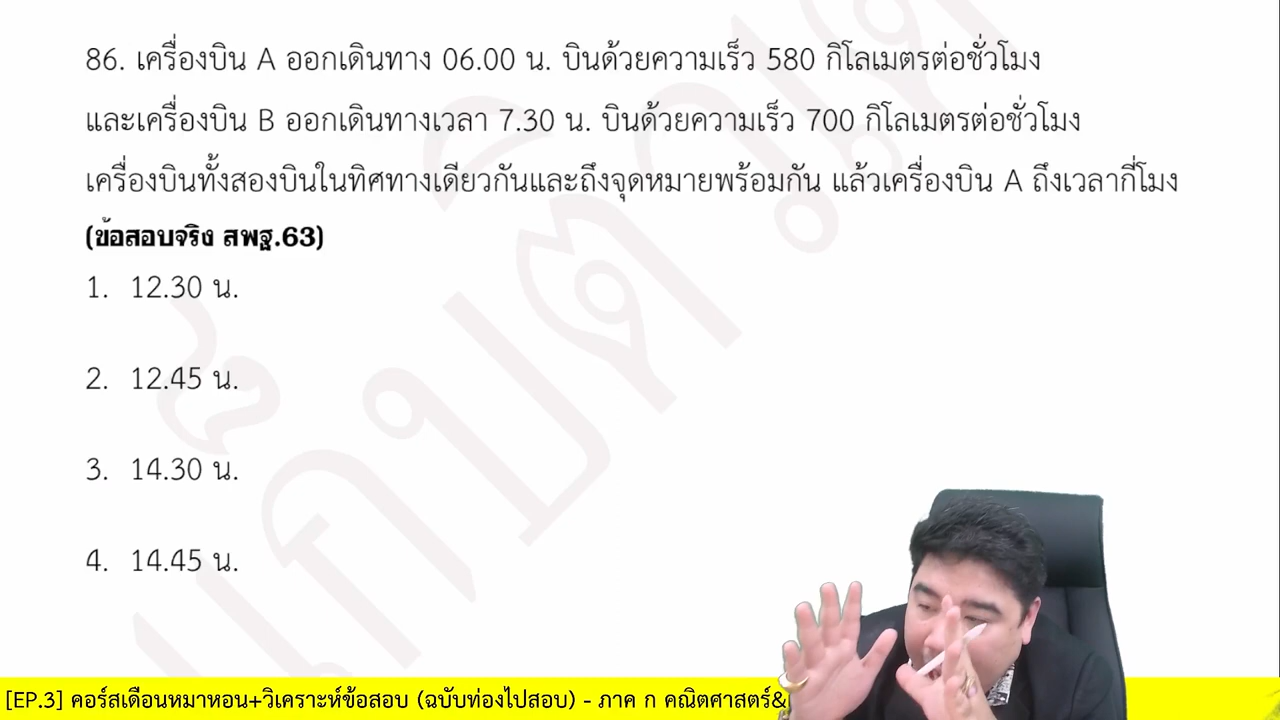 86. เครื่องบิน A ออกเดินทาง 06.00 น. บินด้วยความเร็ว 580 กิโลเมตรต่อชั่วโมง
และเครื่องบิน B ออกเดินทางเวลา 7.30 น. บินด้วยความเร็ว 700 กิโลเมตรต่อชั่วโมง
เครื่องบินทั้งสองบินในทิศทางเดียวกันและถึงจุดหมายพร้อมกัน แล้วเครื่องบิน A ถึงเวลากี่โมง
(ข้อสอบจริง สพฐ.63)
1. 12.30 น.
2. 12.45 น.
3. 14.30 น.
4. 14.45 น.
[EP.3] คอร์สเดือนหมาหอน+วิเคราะห์ข้อสอบ (ฉบับท่องไปสอบ) - ภาค ก คณิตศาสตร์&